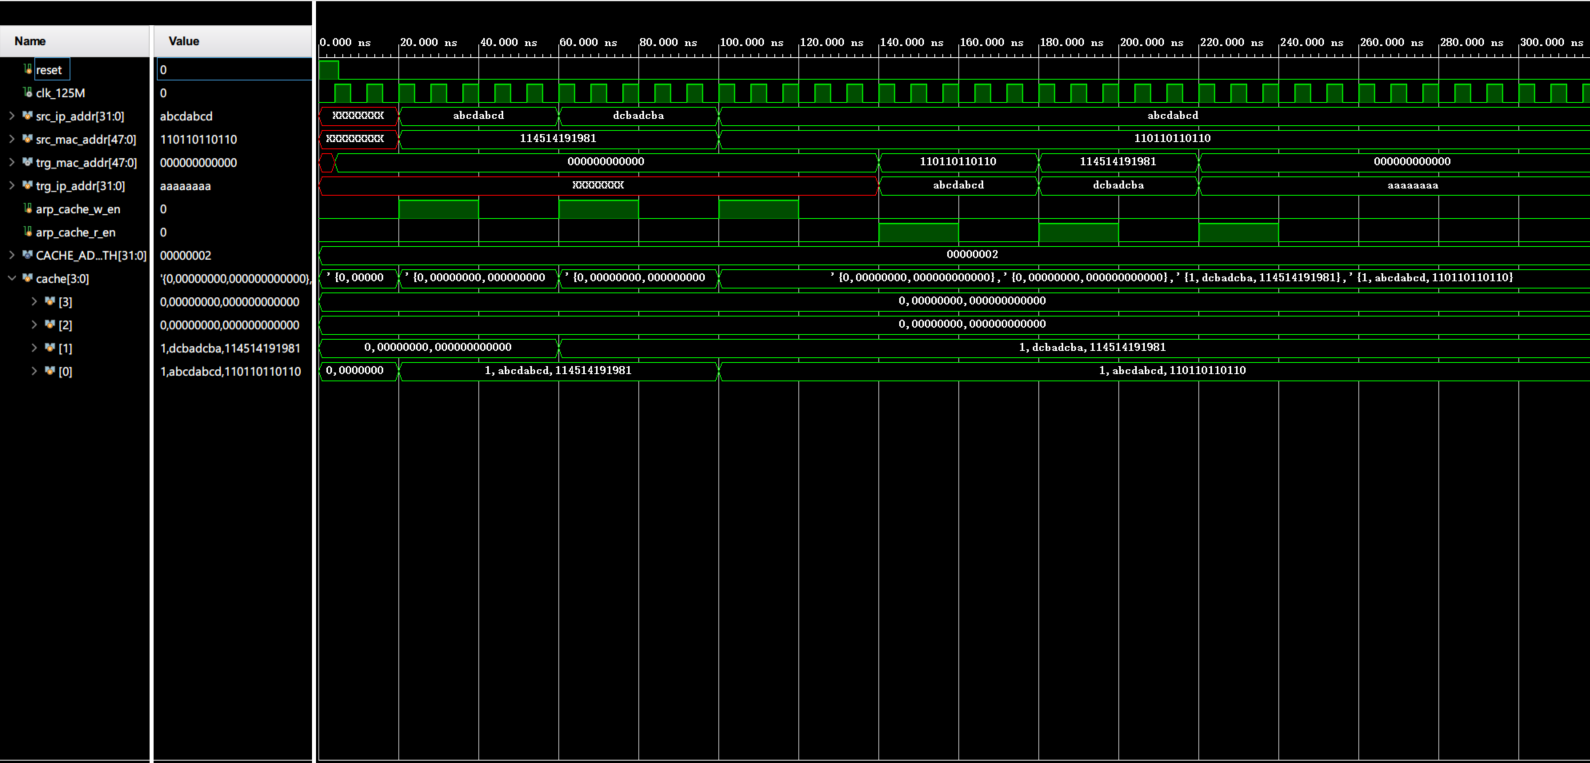 Name Value
0.000 ns 20.000 ns 40.000 ns 60.000 ns 80.000 ns 100.000 ns 120.000 ns 140.000 ns 160.000 ns 180.000 ns 200.000 ns 220.000 ns 240.000 ns 260.000 ns 280.000 ns 300.000 ns
reset 0
clk_125M 0
src_ip_addr[31:0] abcdabcd XXXXXXXX abcdabcd dcbadcba abcdabcd
src_mac_addr[47:0] 110110110110 XXXXXXXXX 114514191981 110110110110
trg_mac_addr[47:0] 000000000000 000000000000 110110110110 114514191981 000000000000
trg_ip_addr[31:0] aaaaaaaa XXXXXXXX abcdabcd dcbadcba aaaaaaaa
arp_cache_w_en 0
arp_cache_r_en 0
CACHE_AD...TH[31:0] 00000002 00000002
cache[3:0] '{0,00000000,000000000000}, '{0,00000 '{0,00000000,000000000000 '{0,00000000,000000000000 '{0,00000000,000000000000},'{0,00000000,000000000000},'{1,dcbadcba,114514191981},'{1,abcdabcd,110110110110}
[3] 0,00000000,000000000000 0,00000000,000000000000
[2] 0,00000000,000000000000 0,00000000,000000000000
[1] 1,dcbadcba,114514191981 0,00000000,000000000000 1,dcbadcba,114514191981
[0] 1,abcdabcd,110110110110 0,0000000 1,abcdabcd,114514191981 1,abcdabcd,110110110110